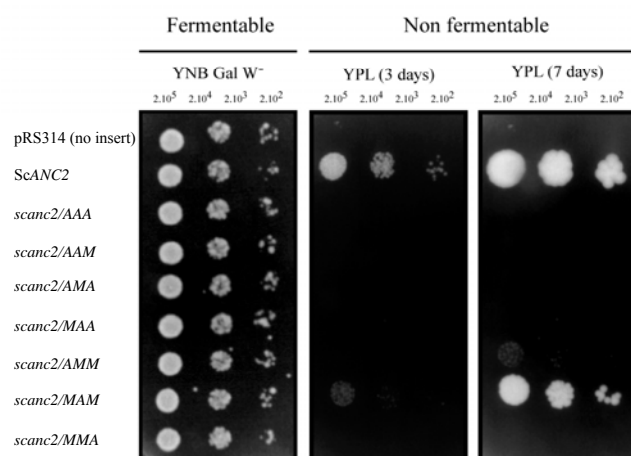 Fermentable
Non fermentable
YNB Gal W⁻
YPL (3 days)
YPL (7 days)
2.10⁵ 2.10⁴ 2.10³ 2.10²
2.10⁵ 2.10⁴ 2.10³ 2.10²
2.10⁵ 2.10⁴ 2.10³ 2.10²
pRS314 (no insert)
ScANC2
scanc2/AAA
scanc2/AAM
scanc2/AMA
scanc2/MAA
scanc2/AMM
scanc2/MAM
scanc2/MMA